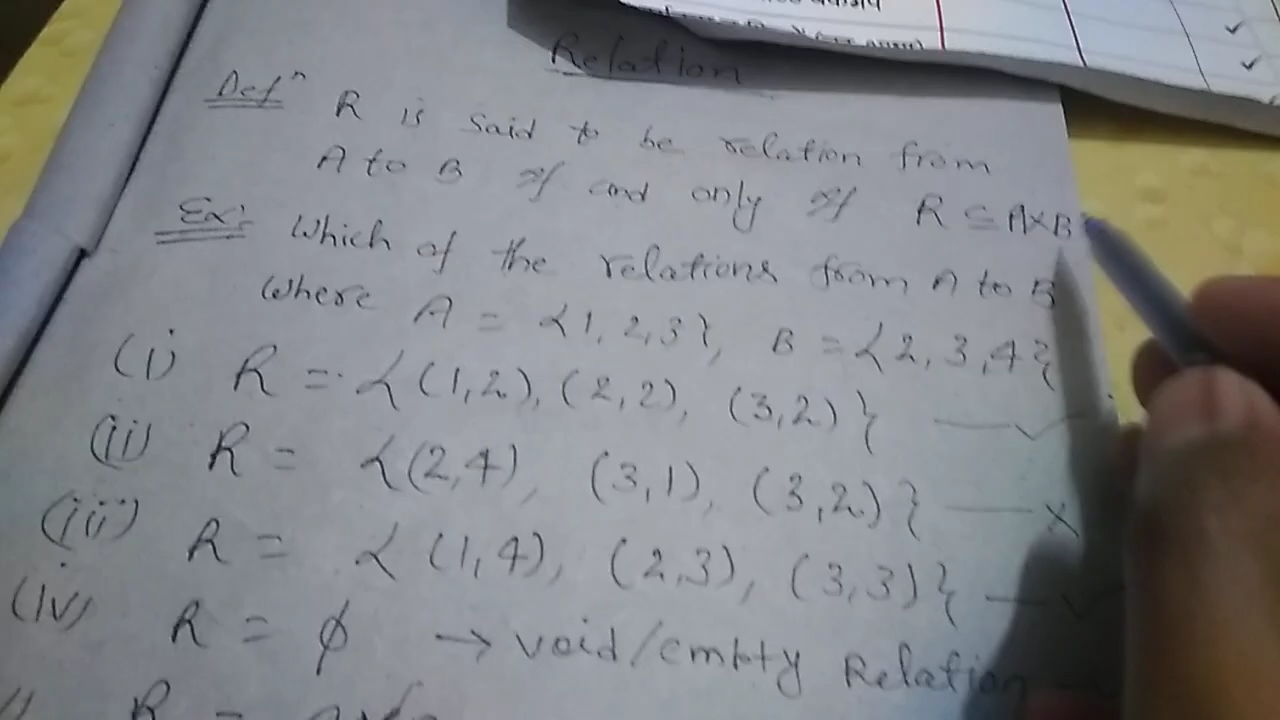 Relation
Defⁿ R is said to be relation from
A to B if and only if R ⊆ A×B
Ex: Which of the relations from A to B
where A = {1, 2, 3}, B = {2, 3, 4}
(i) R = {(1,2), (2,2), (3,2)} — ✓
(ii) R = {(2,4), (3,1), (3,2)} — ×
(iii) R = {(1,4), (2,3), (3,3)} — ✓
(iv) R = ϕ → void/empty Relation
R =